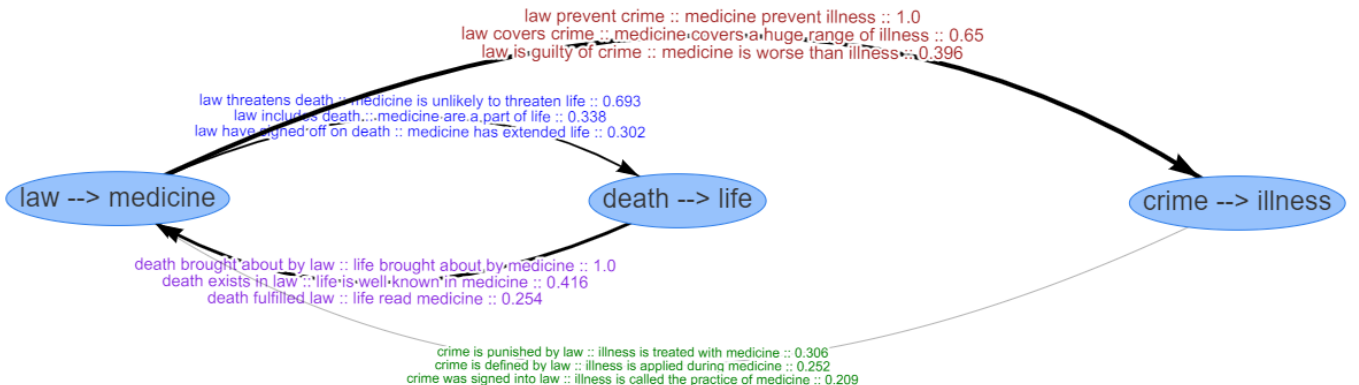 law prevent crime :: medicine prevent illness :: 1.0
law covers crime :: medicine covers a huge range of illness :: 0.65
law is guilty of crime :: medicine is worse than illness :: 0.396
law threatens death :: medicine is unlikely to threaten life :: 0.693
law includes death :: medicine are a part of life :: 0.338
law have signed off on death :: medicine has extended life :: 0.302
law --> medicine
death --> life
crime --> illness
death brought about by law :: life brought about by medicine :: 1.0
death exists in law :: life is well known in medicine :: 0.416
death fulfilled law :: life read medicine :: 0.254
crime is punished by law :: illness is treated with medicine :: 0.306
crime is defined by law :: illness is applied during medicine :: 0.252
crime was signed into law :: illness is called the practice of medicine :: 0.209